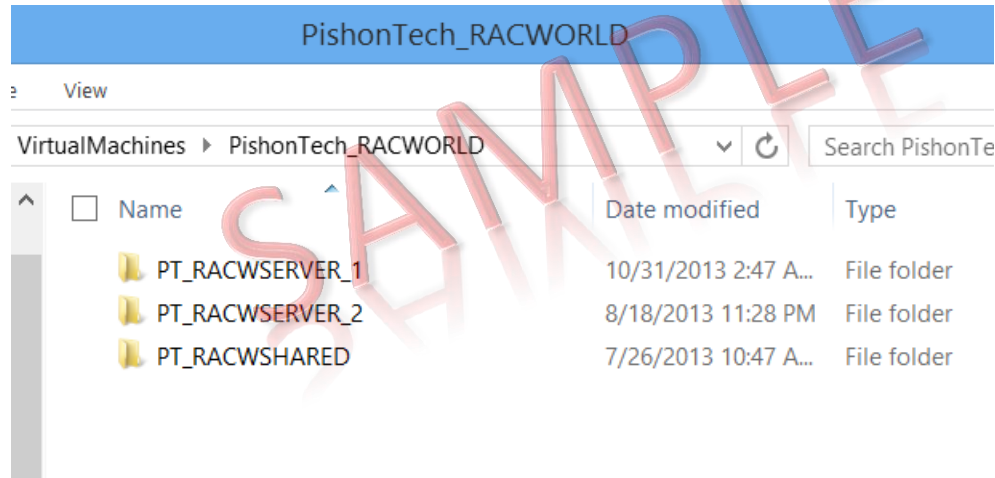 PishonTech_RACWORLD
e View
VirtualMachines PishonTech_RACWORLD Search PishonTe
Name Date modified Type
PT_RACWSERVER_1 10/31/2013 2:47 A... File folder
PT_RACWSERVER_2 8/18/2013 11:28 PM File folder
PT_RACWSHARED 7/26/2013 10:47 A... File folder
SAMPLE